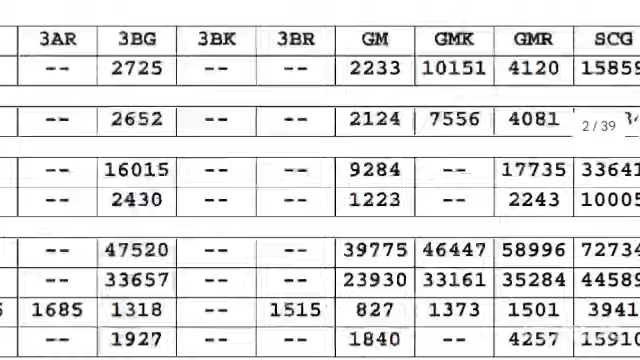 3AR 3BG 3BK 3BR GM GMK GMR SCG
-- 2725 -- -- 2233 10151 4120 15859
-- 2652 -- -- 2124 7556 4081
2 / 39
-- 16015 -- -- 9284 -- 17735 33641
-- 2430 -- -- 1223 -- 2243 10005
-- 47520 -- -- 39775 46447 58996 72734
-- 33657 -- -- 23930 33161 35284 44589
1685 1318 -- 1515 827 1373 1501 3941
-- 1927 -- -- 1840 -- 4257 15910